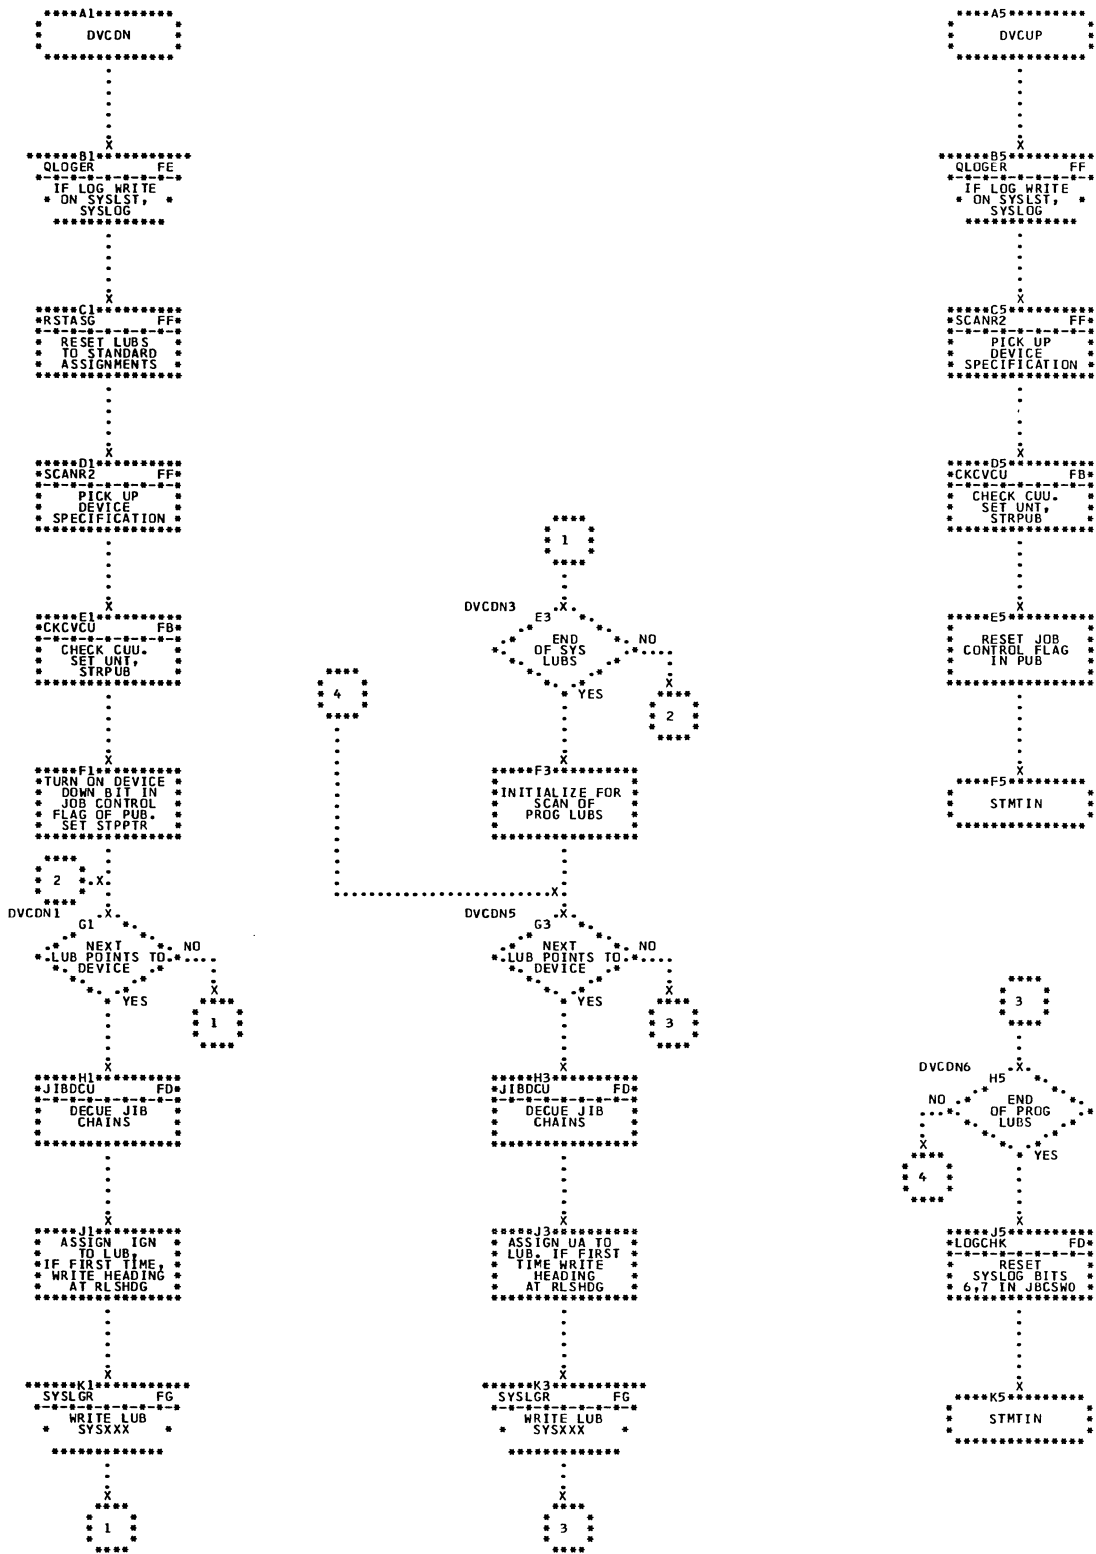 A1
DVCDN
B1
QLOGER FE
IF LOG WRITE
ON SYSLST,
SYSLOG
C1
RSTASG FF
RESET LUBS
TO STANDARD
ASSIGNMENTS
D1
SCANR2 FF
PICK UP
DEVICE
SPECIFICATION
E1
CKCVCU FB
CHECK CUU.
SET UNT,
STRPUB
F1
TURN ON DEVICE
DOWN BIT IN
JOB CONTROL
FLAG OF PUB.
SET STPPTR
2
DVCDN1
G1
NEXT
LUB POINTS TO
DEVICE
NO
YES
1
H1
JIBDCU FD
DECUE JIB
CHAINS
J1
ASSIGN IGN
TO LUB,
IF FIRST TIME,
WRITE HEADING
AT RLSHDG
K1
SYSLGR FG
WRITE LUB
SYSXXX
1
1
DVCDN3
E3
END
OF SYS
LUBS
NO
YES
2
4
F3
INITIALIZE FOR
SCAN OF
PROG LUBS
DVCDN5
G3
NEXT
LUB POINTS TO
DEVICE
NO
YES
3
H3
JIBDCU FD
DECUE JIB
CHAINS
J3
ASSIGN UA TO
LUB. IF FIRST
TIME WRITE
HEADING
AT RLSHDG
K3
SYSLGR FG
WRITE LUB
SYSXXX
3
A5
DVCUP
B5
QLOGER FF
IF LOG WRITE
ON SYSLST,
SYSLOG
C5
SCANR2 FF
PICK UP
DEVICE
SPECIFICATION
D5
CKCVCU FB
CHECK CUU.
SET UNT,
STRPUB
E5
RESET JOB
CONTROL FLAG
IN PUB
F5
STMTIN
3
DVCDN6
H5
END
OF PROG
LUBS
NO
YES
4
J5
LOGCHK FD
RESET
SYSLOG BITS
6,7 IN JBCSW0
K5
STMTIN